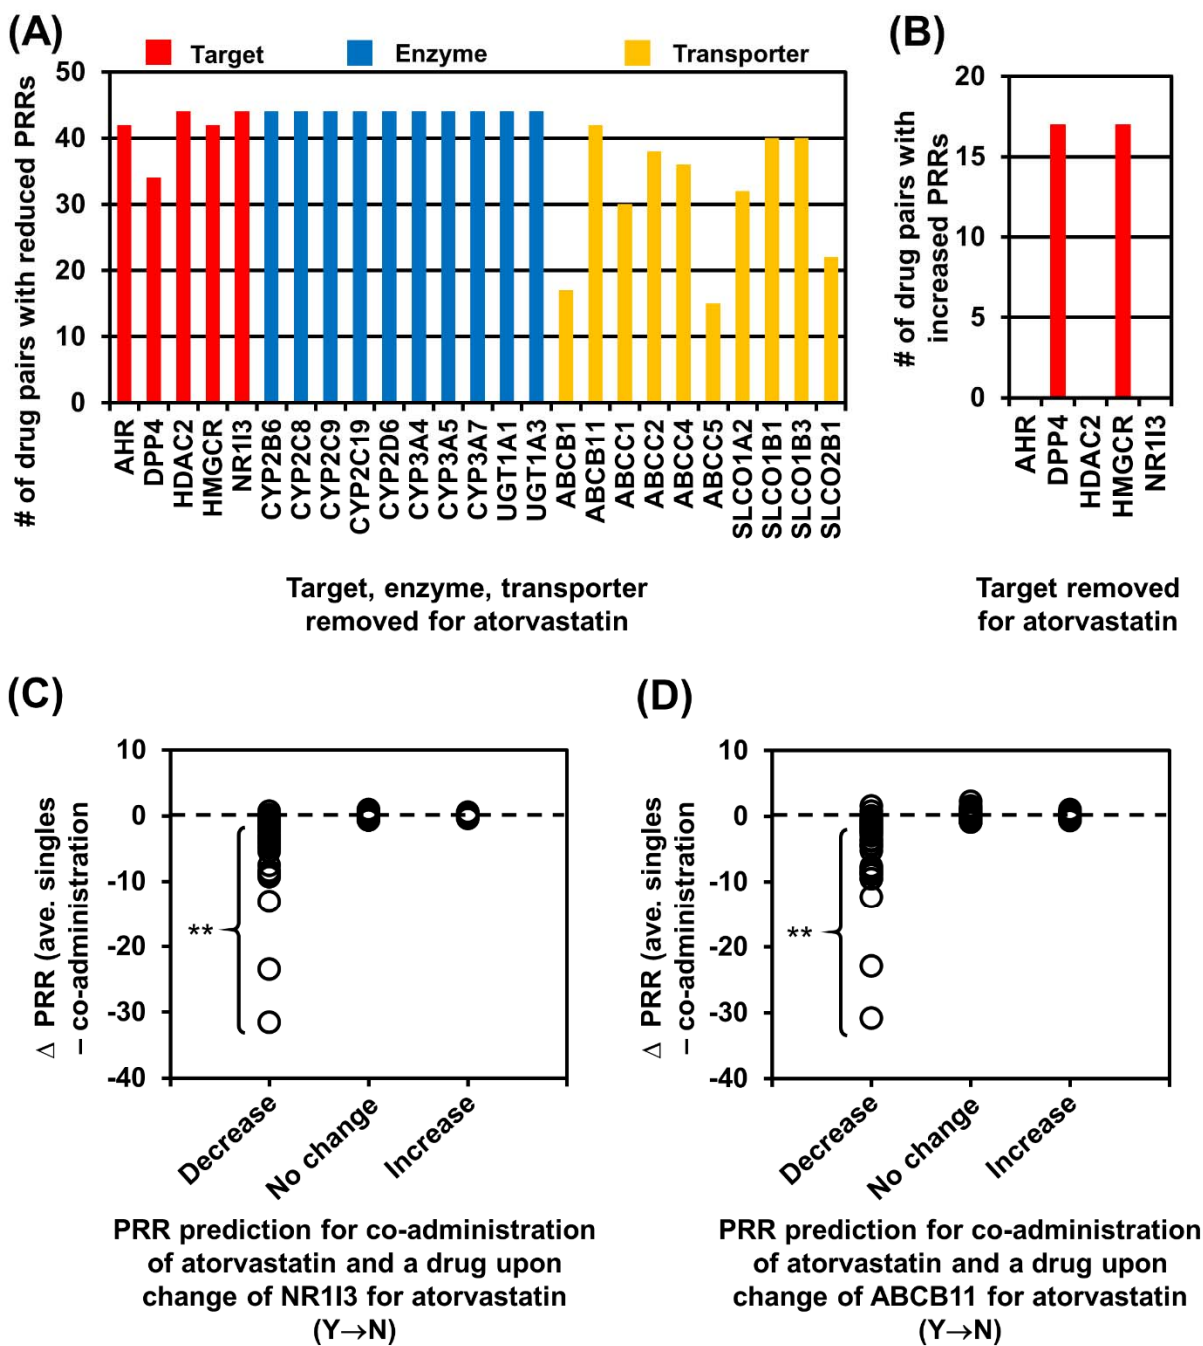 (A)
Target
Enzyme
Transporter
# of drug pairs with reduced PRRs
50
40
30
20
10
0
AHR
DPP4
HDAC2
HMGCR
NR1I3
CYP2B6
CYP2C8
CYP2C9
CYP2C19
CYP2D6
CYP3A4
CYP3A5
CYP3A7
UGT1A1
UGT1A3
ABCB1
ABCB11
ABCC1
ABCC2
ABCC4
ABCC5
SLCO1A2
SLCO1B1
SLCO1B3
SLCO2B1
Target, enzyme, transporter
removed for atorvastatin
(B)
# of drug pairs with
increased PRRs
20
15
10
5
0
AHR
DPP4
HDAC2
HMGCR
NR1I3
Target removed
for atorvastatin
(C)
Δ PRR (ave. singles
– co-administration
10
0
-10
-20
-30
-40
**
Decrease
No change
Increase
PRR prediction for co-administration
of atorvastatin and a drug upon
change of NR1I3 for atorvastatin
(Y→N)
(D)
Δ PRR (ave. singles
– co-administration
10
0
-10
-20
-30
-40
**
Decrease
No change
Increase
PRR prediction for co-administration
of atorvastatin and a drug upon
change of ABCB11 for atorvastatin
(Y→N)